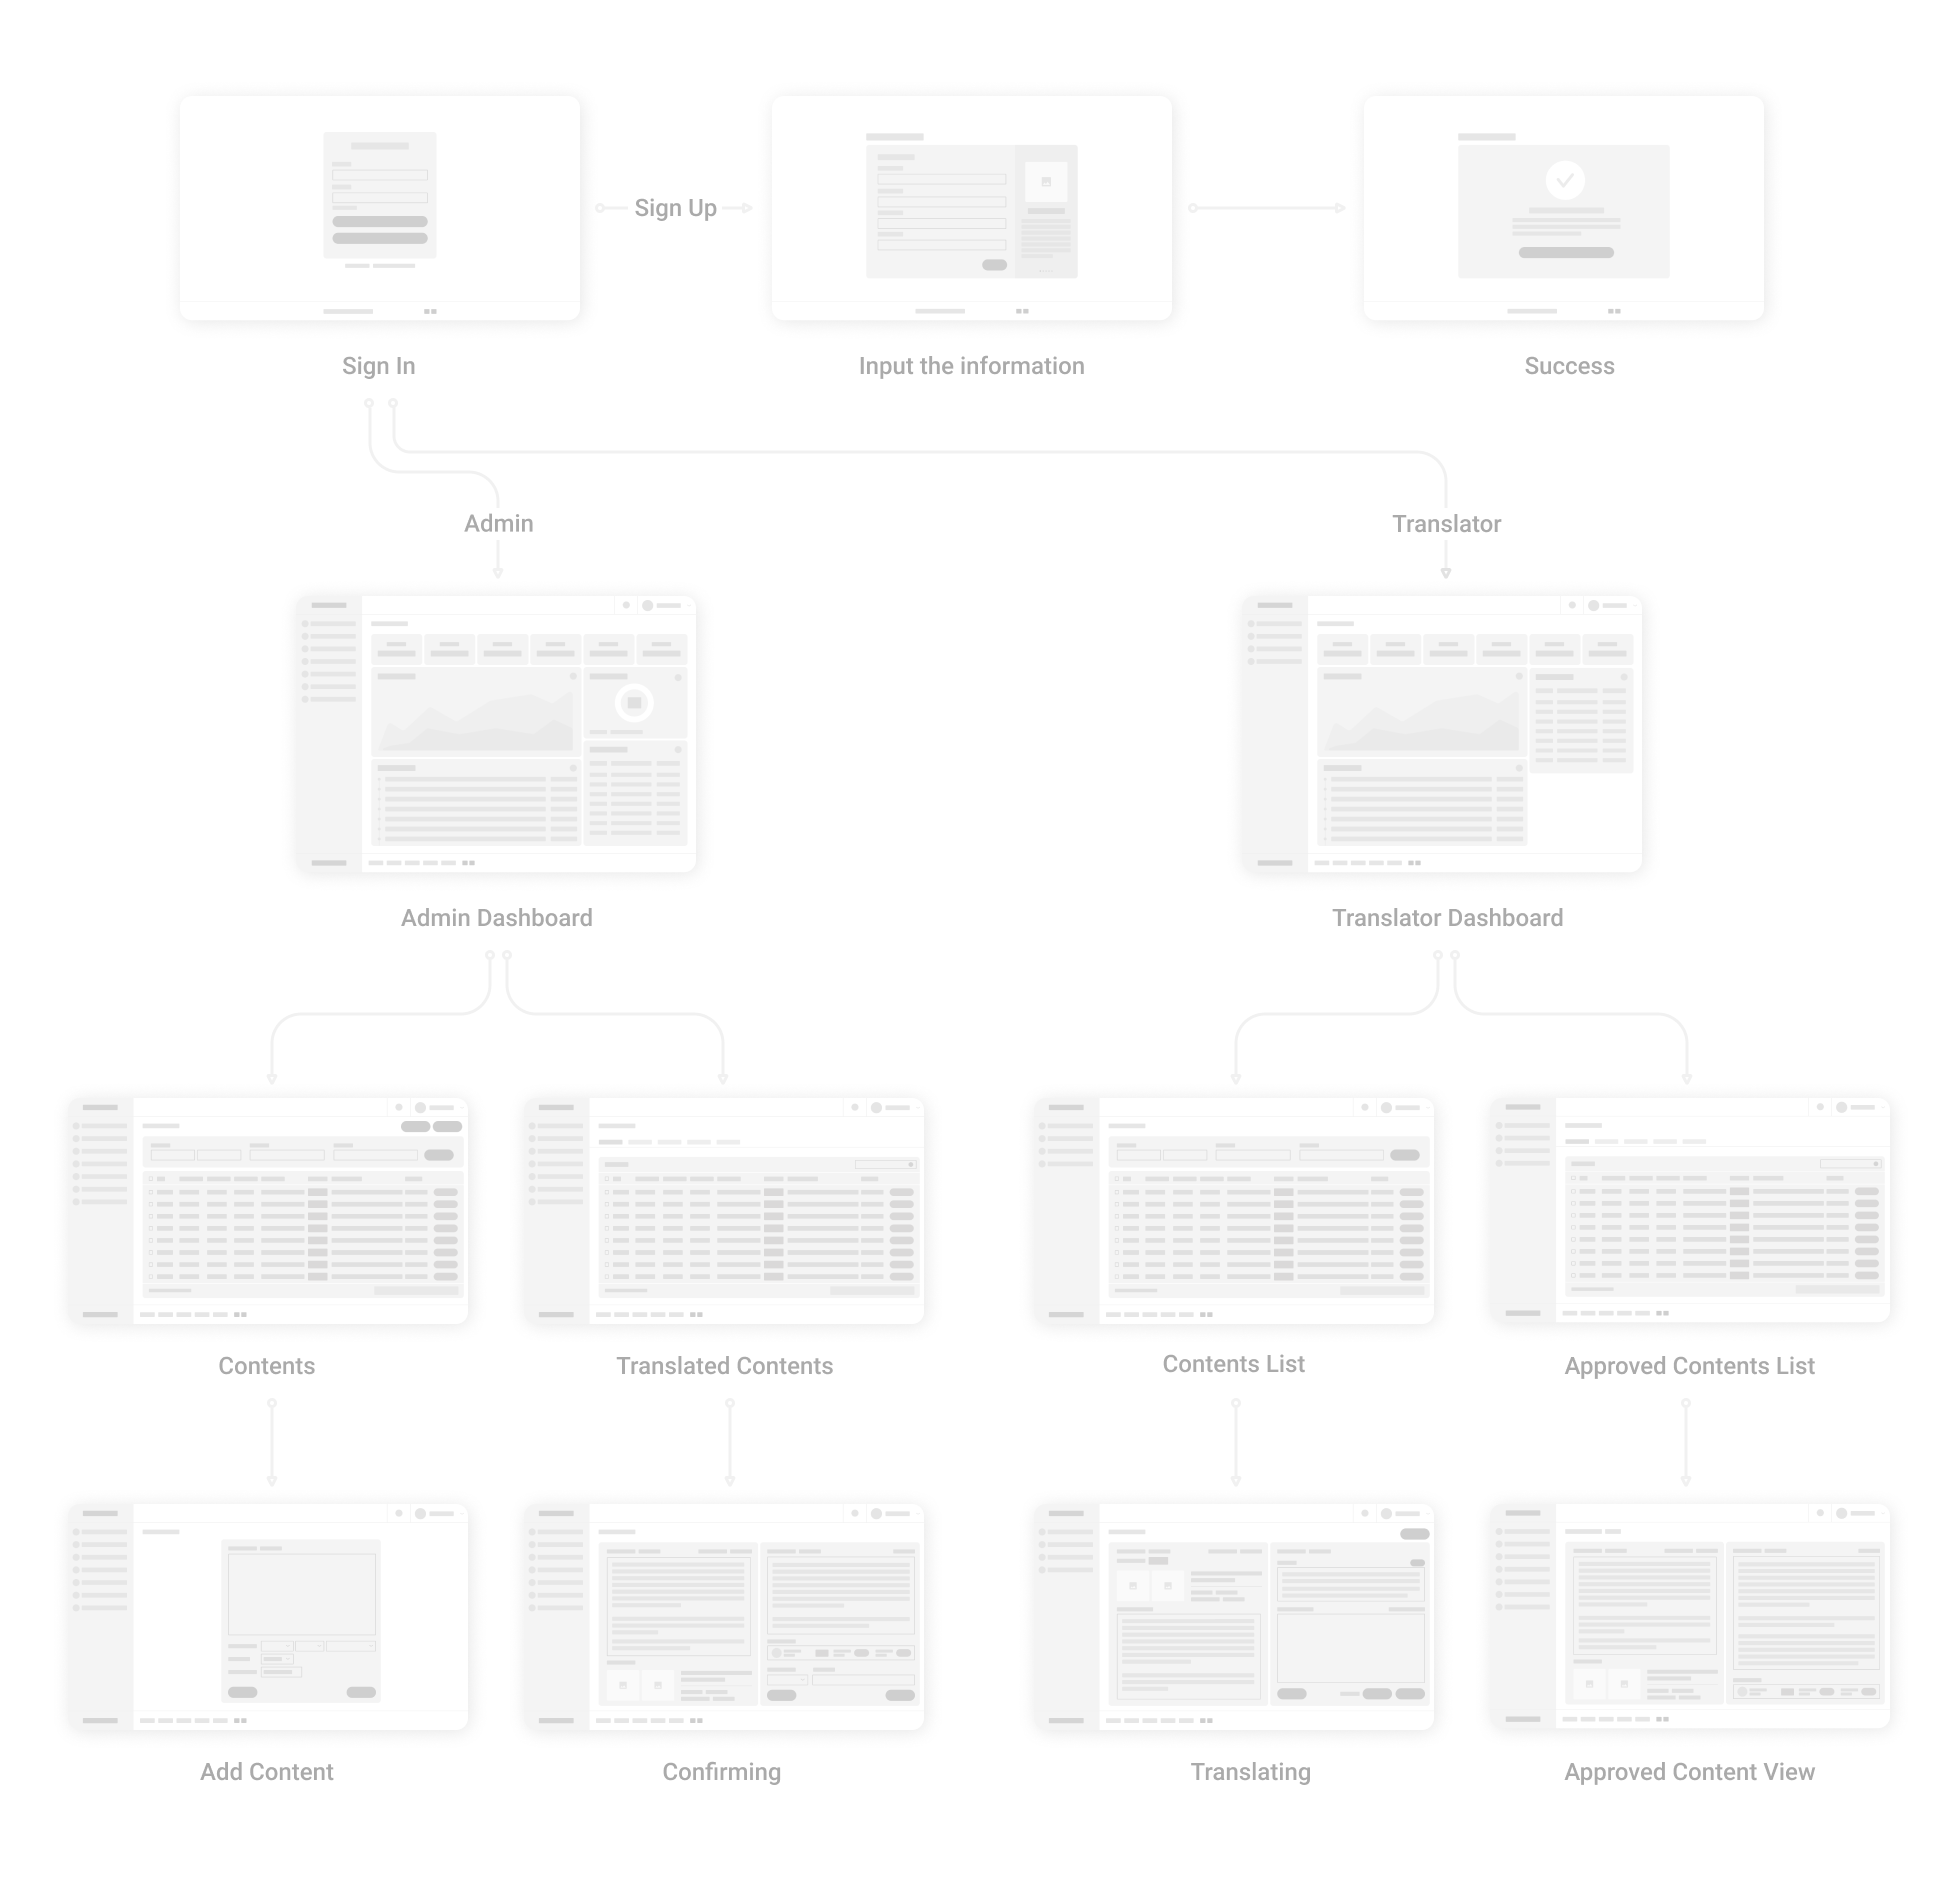 Sign Up
Sign In
Input the information
Success
Admin
Translator
Admin Dashboard
Translator Dashboard
Contents
Translated Contents
Contents List
Approved Contents List
Add Content
Confirming
Translating
Approved Content View